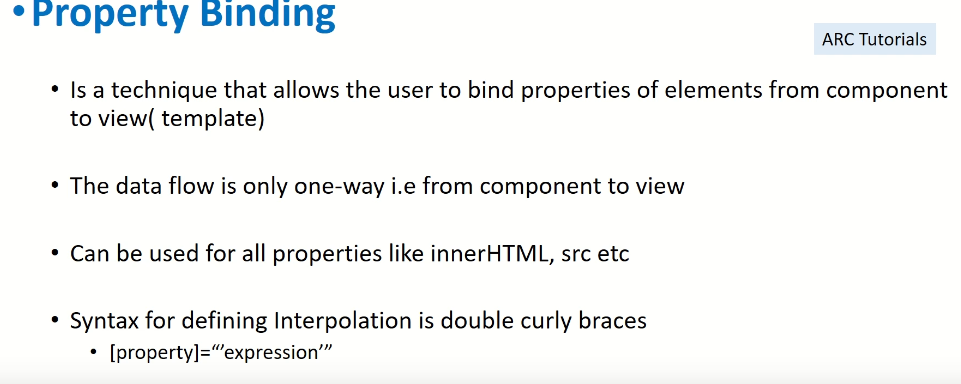 • Property Binding
ARC Tutorials
• Is a technique that allows the user to bind properties of elements from component
to view( template)
• The data flow is only one-way i.e from component to view
• Can be used for all properties like innerHTML, src etc
• Syntax for defining Interpolation is double curly braces
• [property]=“’expression’”